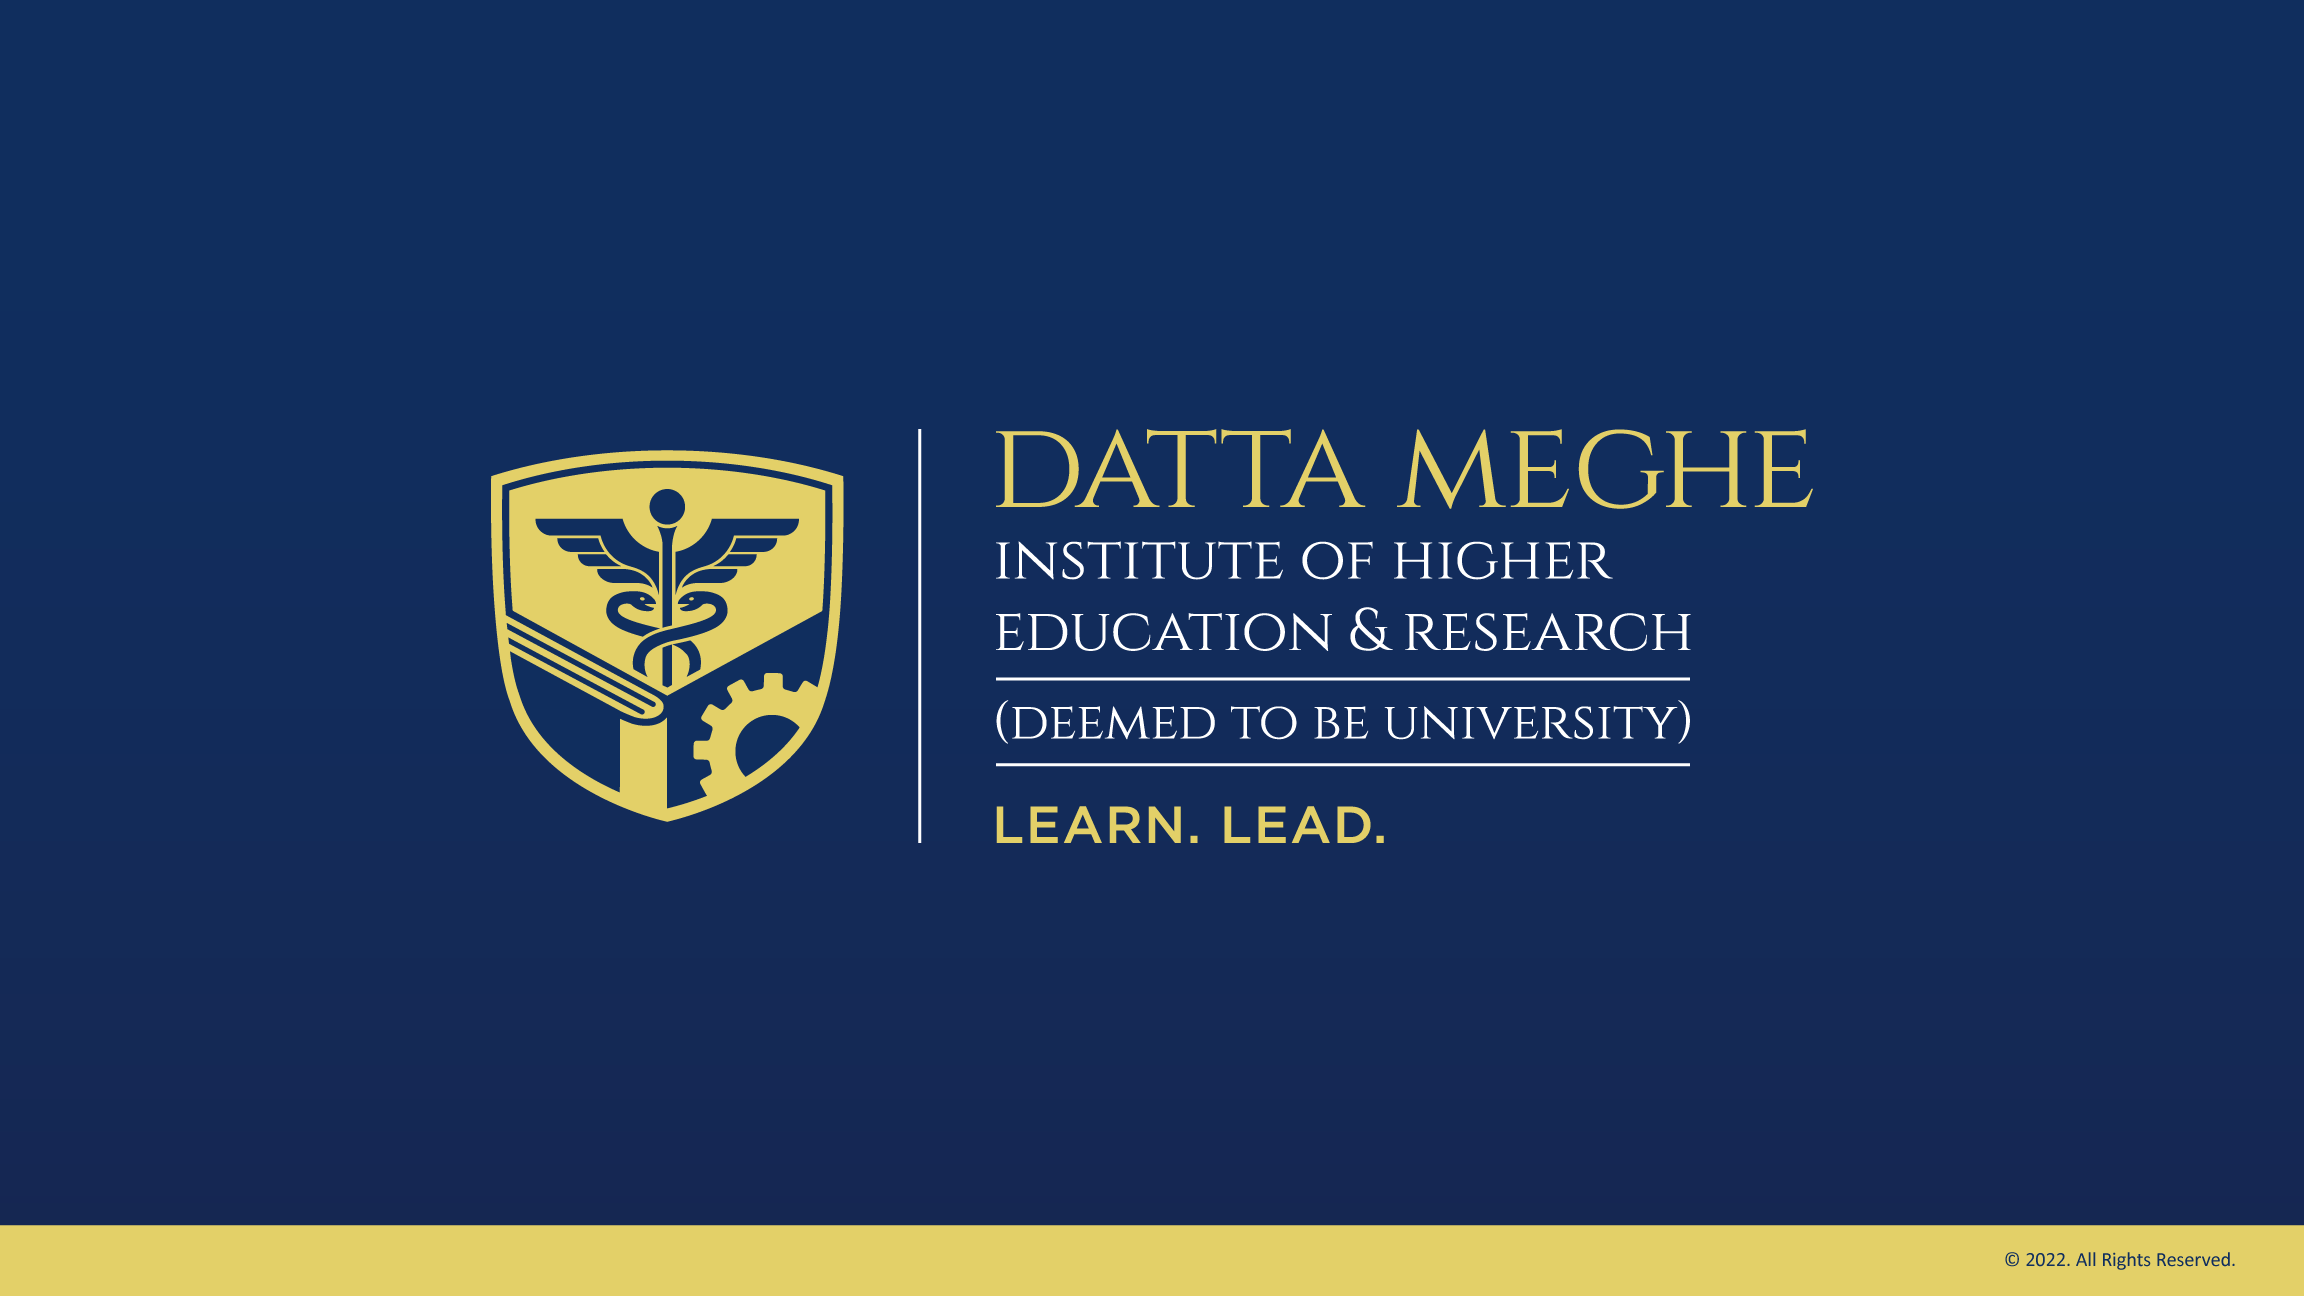 DATTA MEGHE
INSTITUTE OF HIGHER
EDUCATION & RESEARCH
(DEEMED TO BE UNIVERSITY)
LEARN. LEAD.
© 2022. All Rights Reserved.